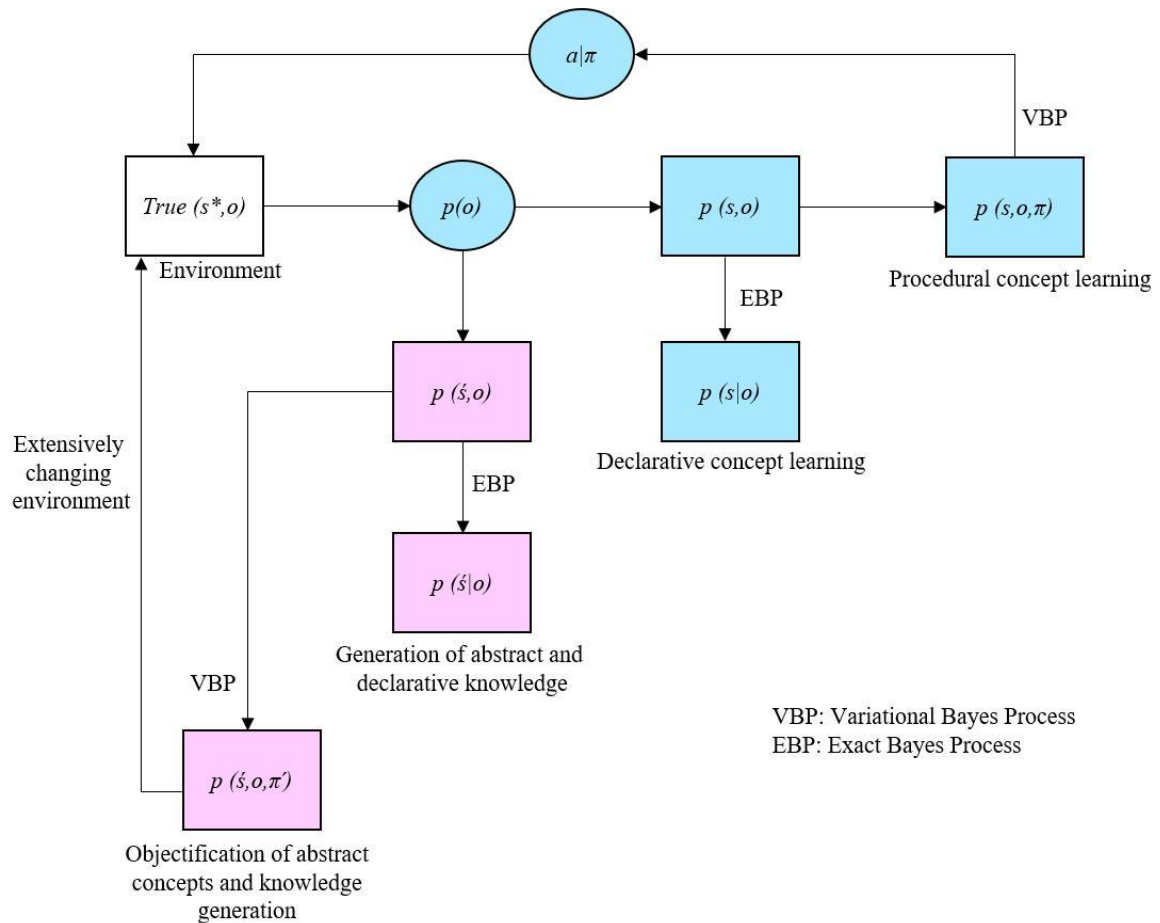 a|π
VBP
True (s*,o)
p(o)
p (s,o)
p (s,o,π)
Environment
Procedural concept learning
EBP
p (ś,o)
p (s|o)
Declarative concept learning
Extensively
changing
environment
EBP
p (ś|o)
Generation of abstract and
declarative knowledge
VBP
VBP: Variational Bayes Process
EBP: Exact Bayes Process
p (ś,o,π´)
Objectification of abstract
concepts and knowledge
generation